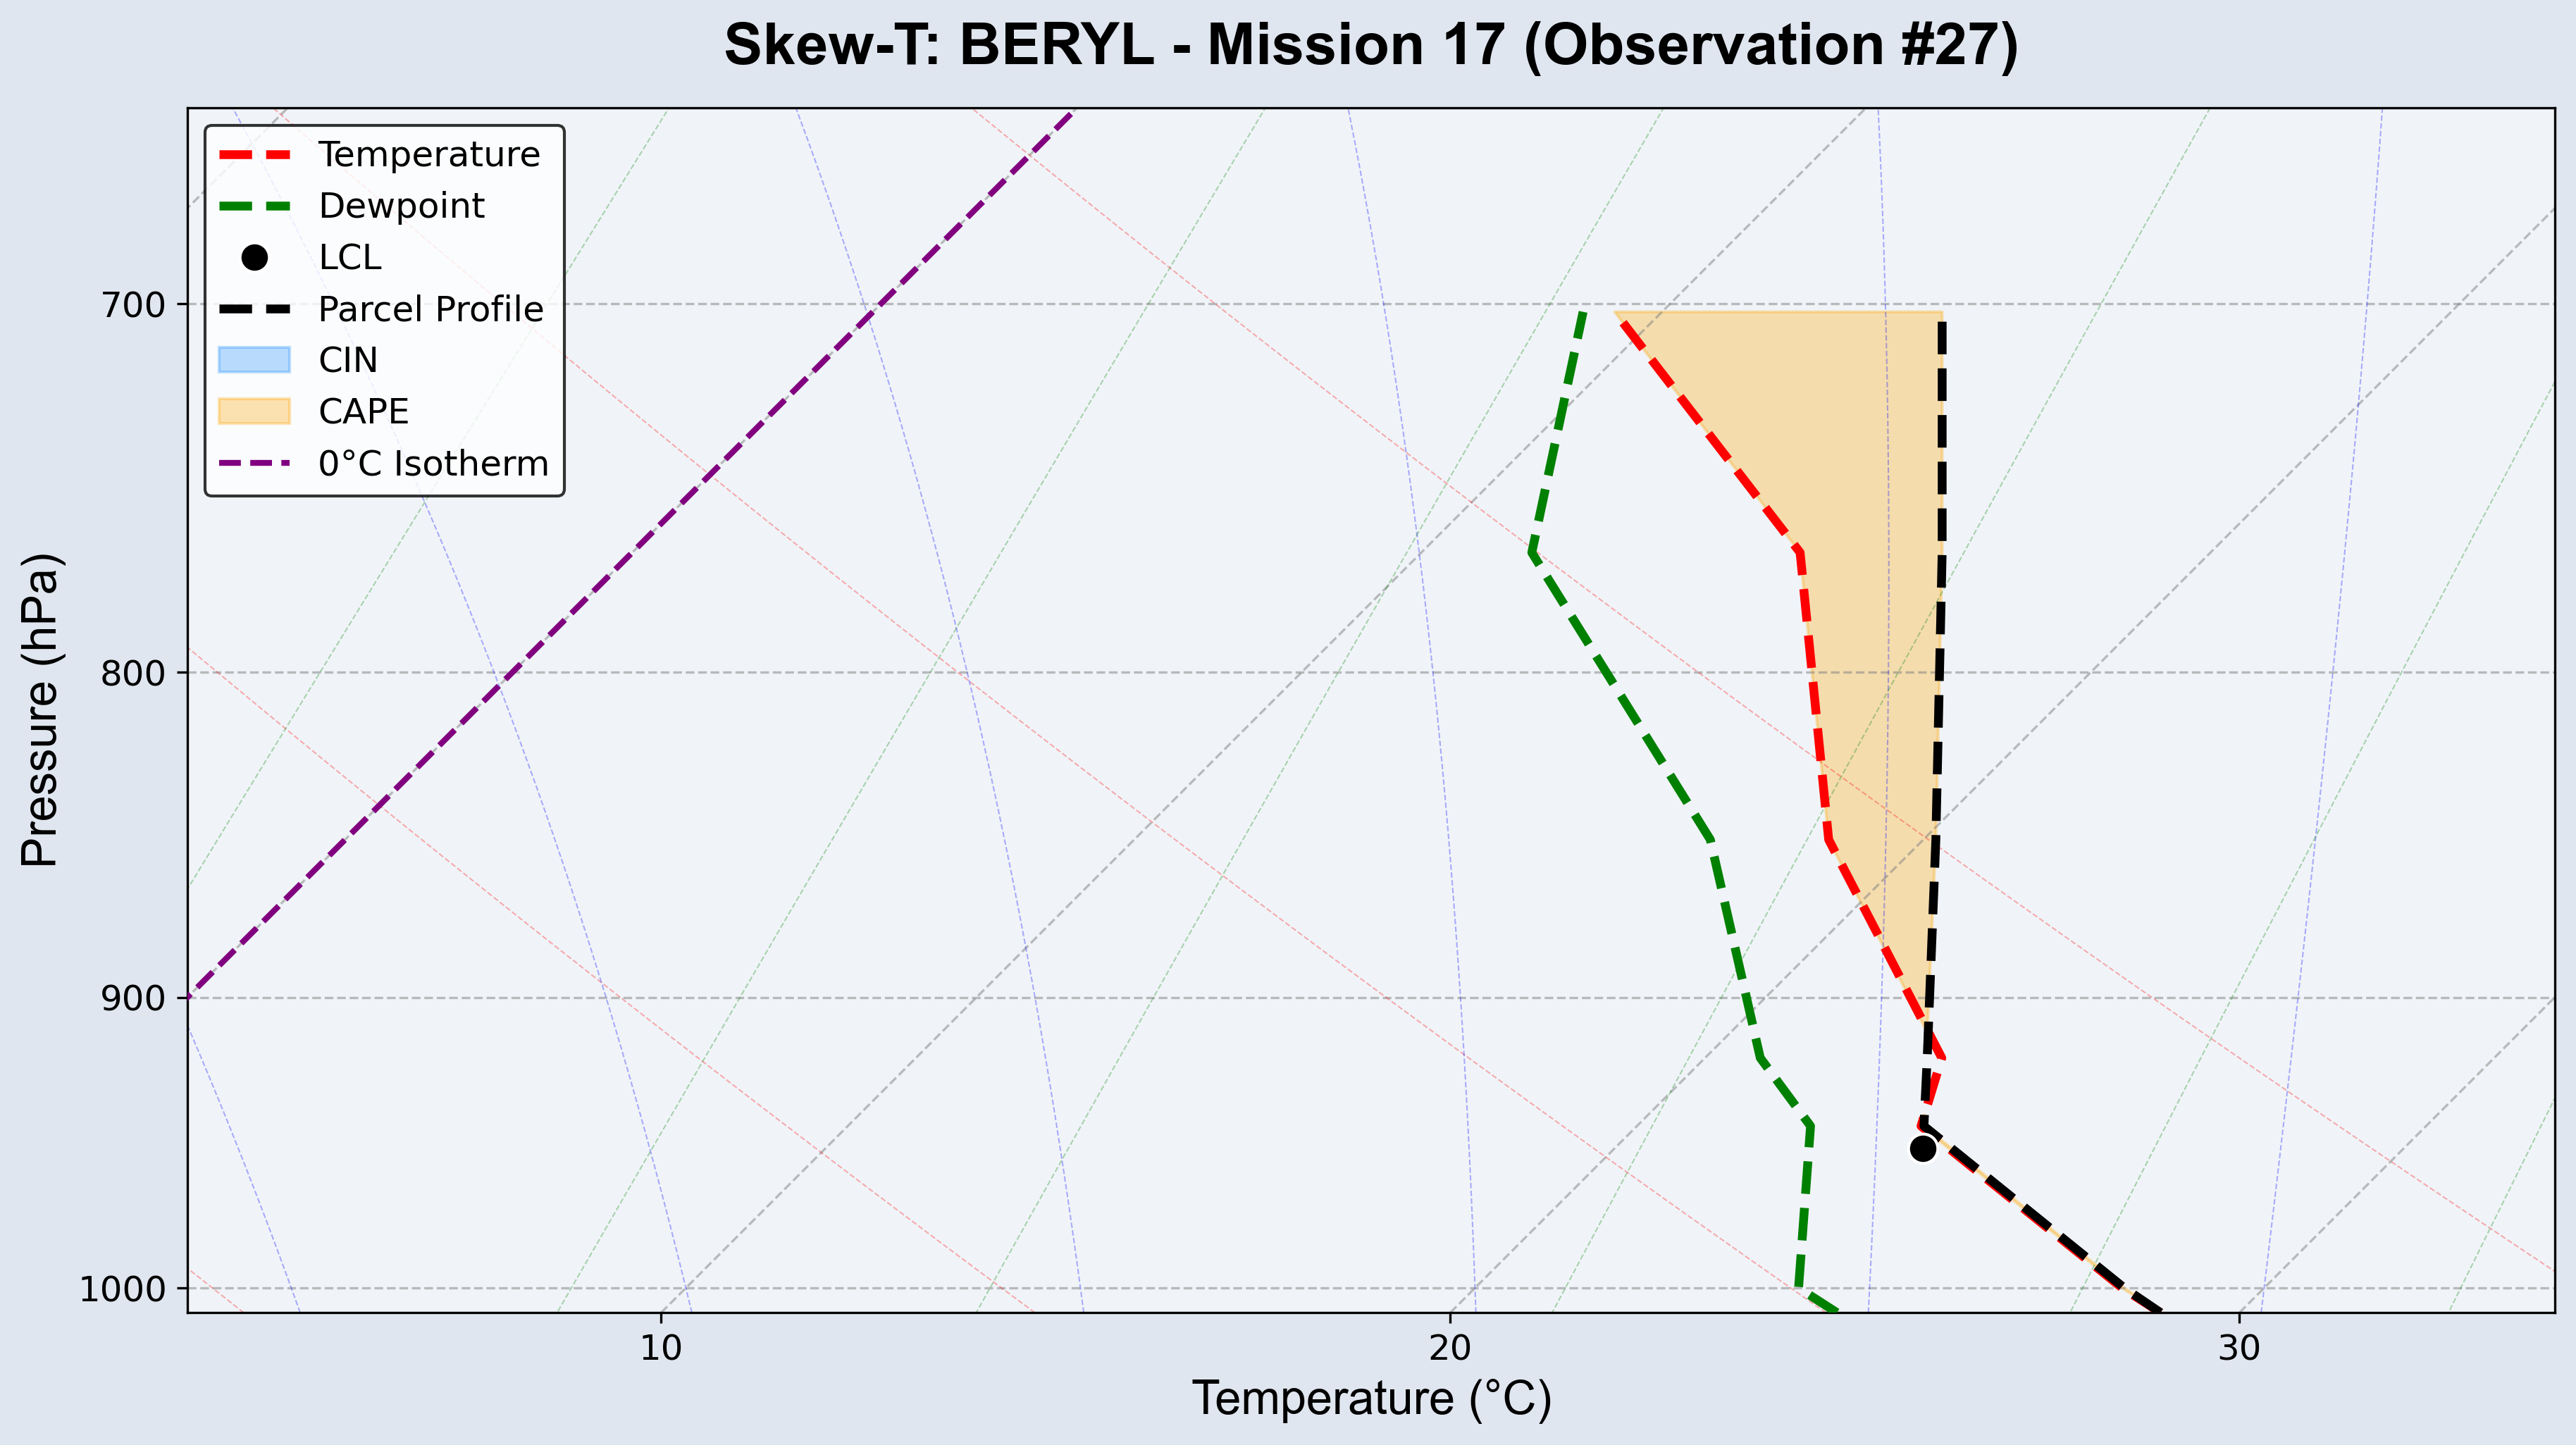 Skew-T: BERYL - Mission 17 (Observation #27)
Temperature
Dewpoint
LCL
Parcel Profile
CIN
CAPE
0°C Isotherm
Pressure (hPa)
700
800
900
1000
10
20
30
Temperature (°C)